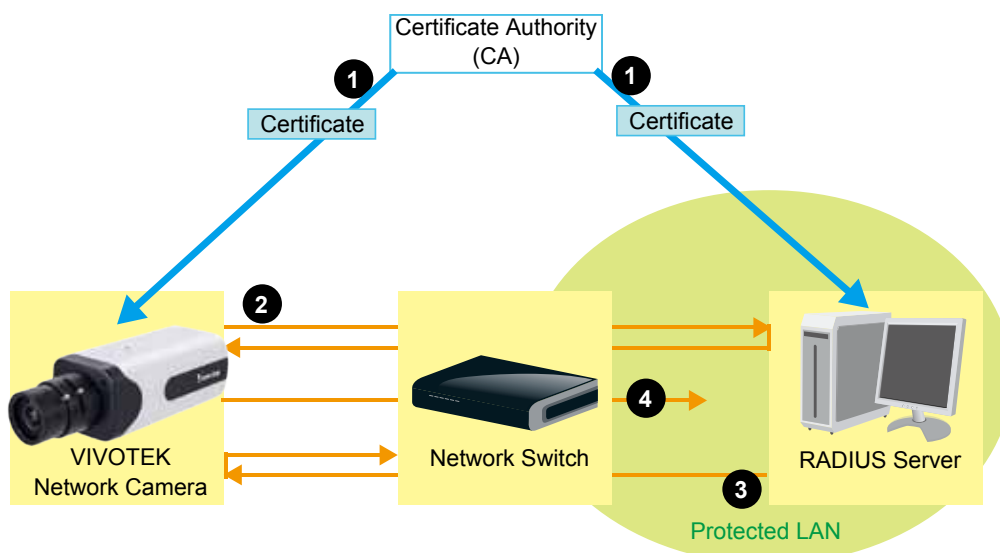 Certificate Authority
(CA)
1
1
Certificate
Certificate
2
4
VIVOTEK
Network Camera
Network Switch
RADIUS Server
3
Protected LAN